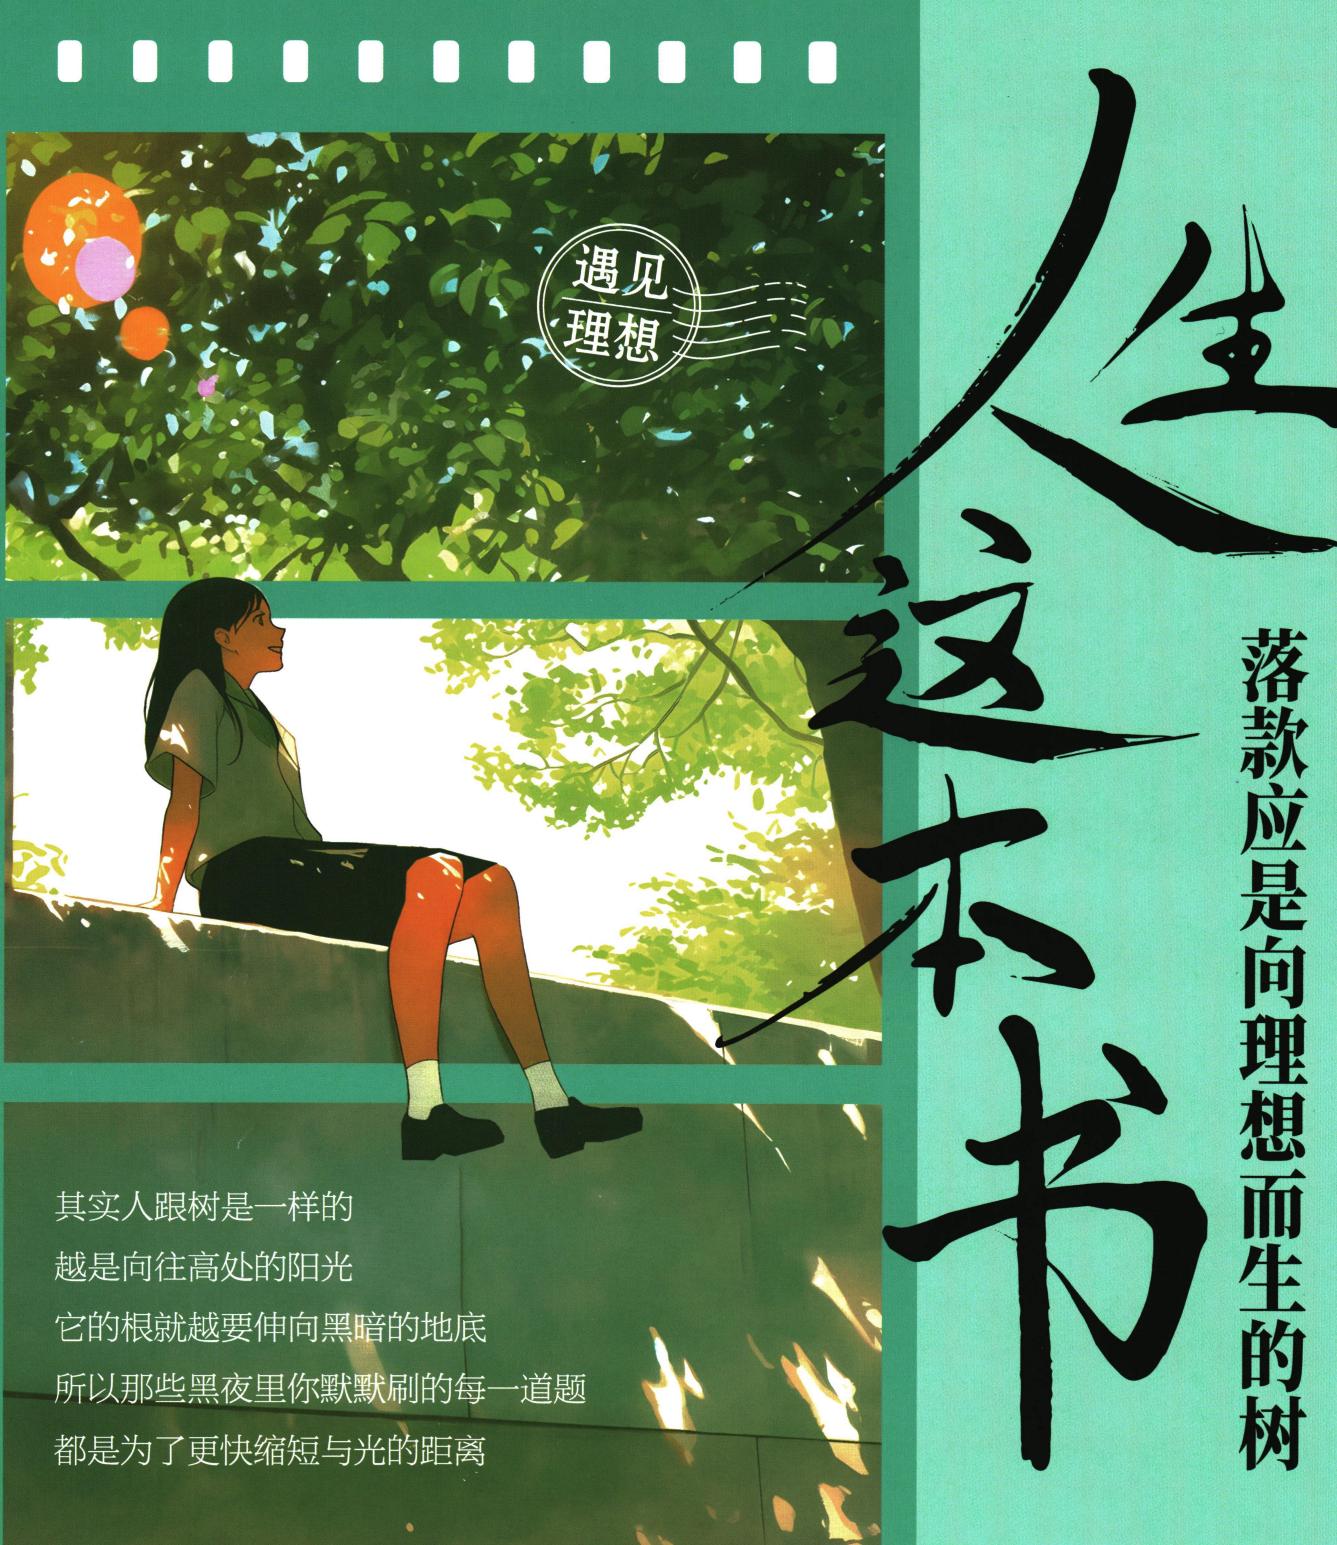 人生
这本书
落款应是向理想而生的树
遇见
理想
其实人跟树是一样的
越是向往高处的阳光
它的根就越要伸向黑暗的地底
所以那些黑夜里你默默刷的每一道题
都是为了更快缩短与光的距离